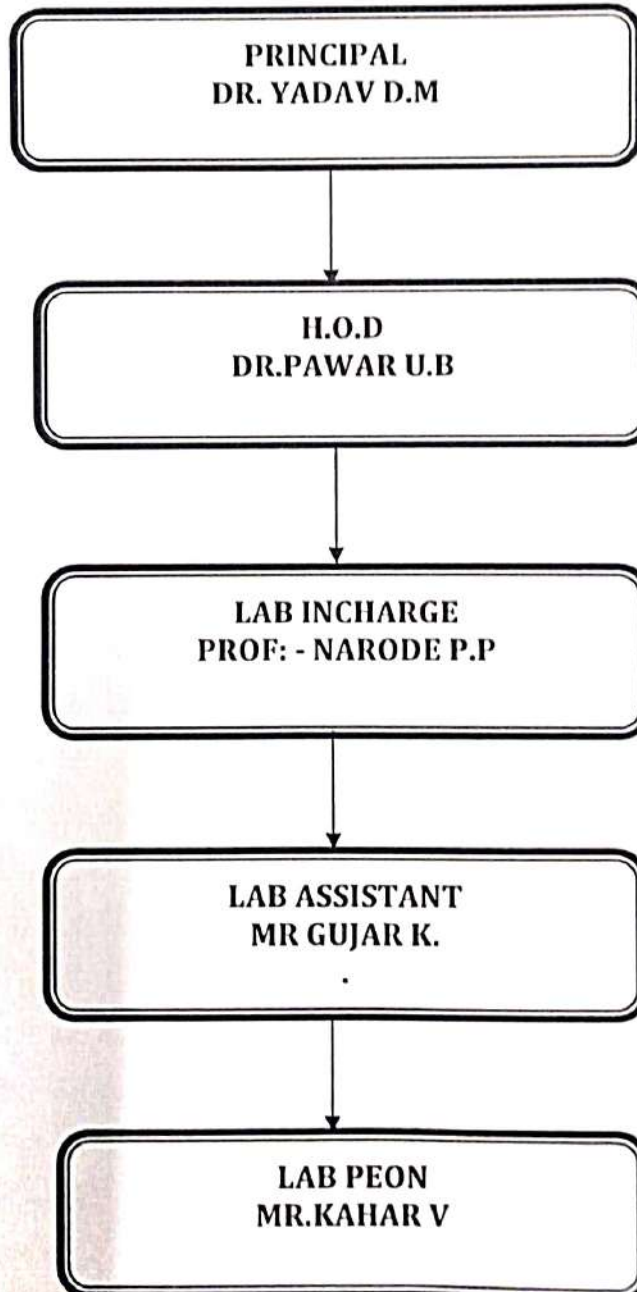 PRINCIPAL
DR. YADAV D.M
H.O.D
DR.PAWAR U.B
LAB INCHARGE
PROF: - NARODE P.P
LAB ASSISTANT
MR GUJAR K.
.
LAB PEON
MR.KAHAR V